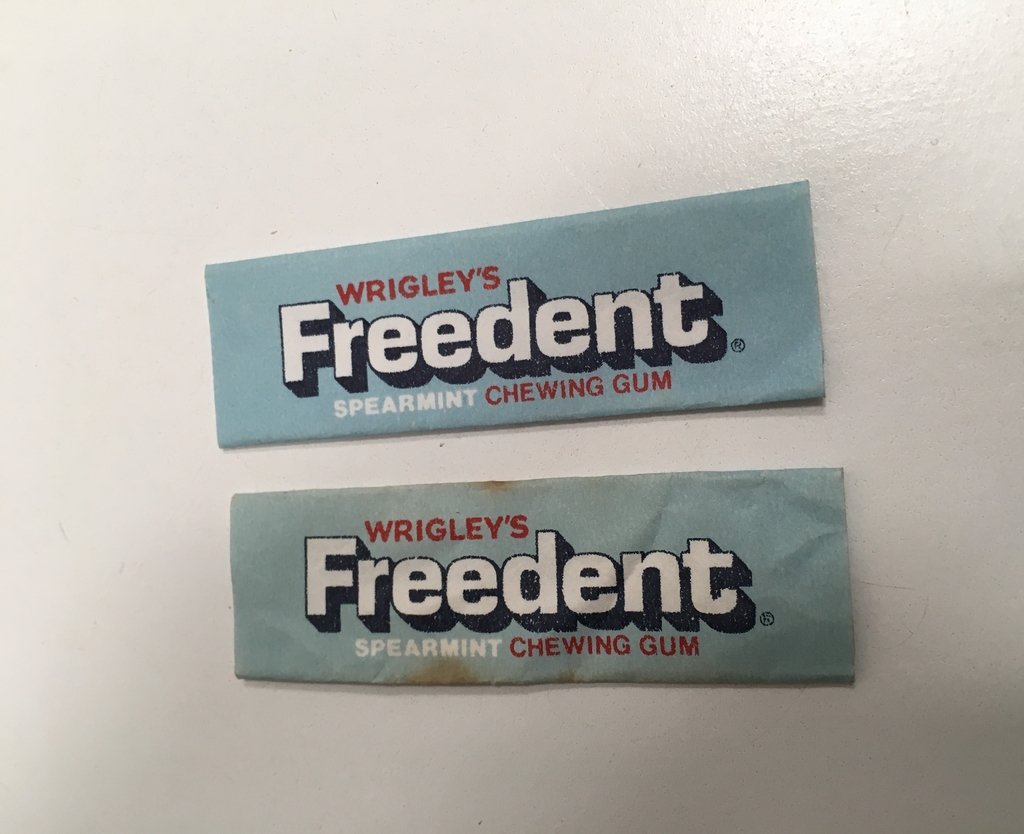 WRIGLEY'S
Freedent®
SPEARMINT CHEWING GUM
WRIGLEY'S
Freedent®
SPEARMINT CHEWING GUM